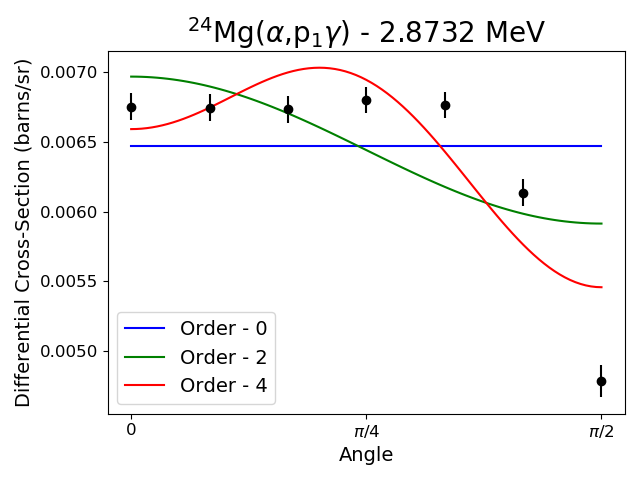 ²⁴Mg(α,p₁γ) - 2.8732 MeV
Differential Cross-Section (barns/sr)
0.0070
0.0065
0.0060
0.0055
0.0050
Order - 0
Order - 2
Order - 4
0
π/4
π/2
Angle